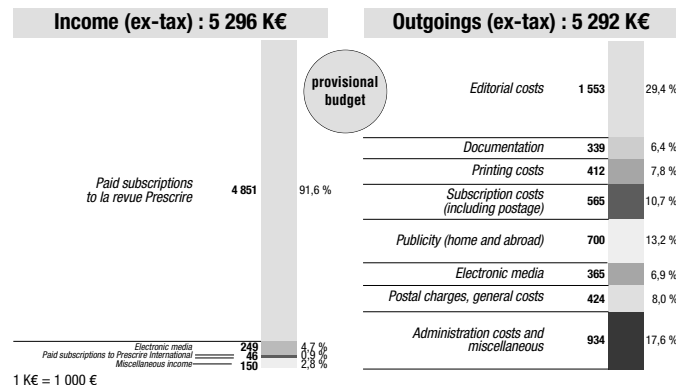 Income (ex-tax) : 5 296 K€
provisional
budget
Paid subscriptions
to la revue Prescrire
4 851
91,6 %
Electronic media
249
4,7 %
Paid subscriptions to Prescrire International
46
0,9 %
Miscellaneous income
150
2,8 %
1 K€ = 1 000 €
Outgoings (ex-tax) : 5 292 K€
Editorial costs 1 553 29,4 %
Documentation 339 6,4 %
Printing costs 412 7,8 %
Subscription costs
(including postage) 565 10,7 %
Publicity (home and abroad) 700 13,2 %
Electronic media 365 6,9 %
Postal charges, general costs 424 8,0 %
Administration costs and
miscellaneous 934 17,6 %